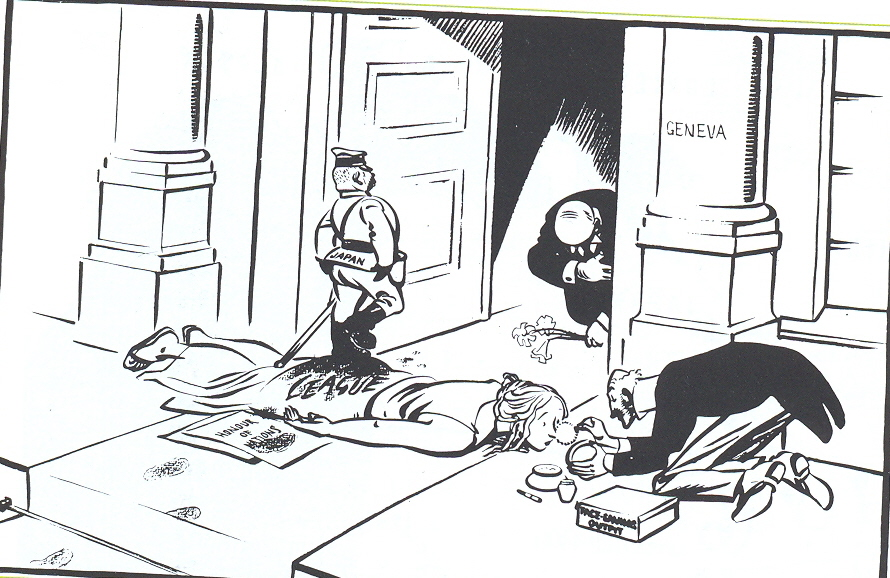 GENEVA
JAPAN
LEAGUE
HONOUR
OF
NATIONS
FACE-SAVING
OUTFIT